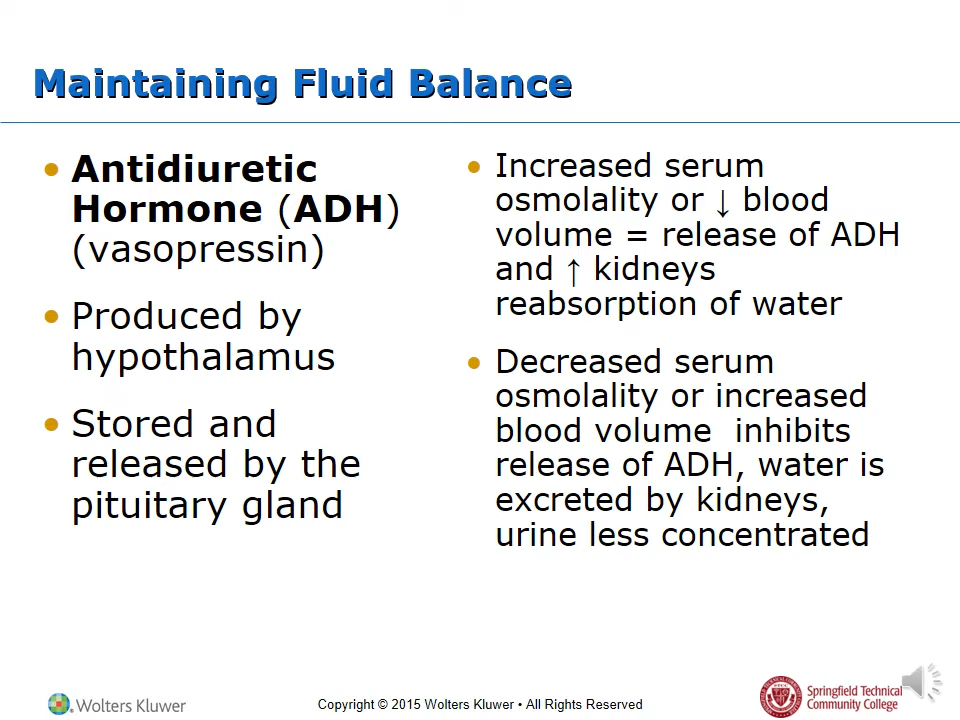 Maintaining Fluid Balance
• Antidiuretic
Hormone (ADH)
(vasopressin)
• Produced by
hypothalamus
• Stored and
released by the
pituitary gland
• Increased serum
osmolality or ↓ blood
volume = release of ADH
and ↑ kidneys
reabsorption of water
• Decreased serum
osmolality or increased
blood volume  inhibits
release of ADH, water is
excreted by kidneys,
urine less concentrated
Wolters Kluwer
Copyright © 2015 Wolters Kluwer • All Rights Reserved
Springfield Technical
Community College